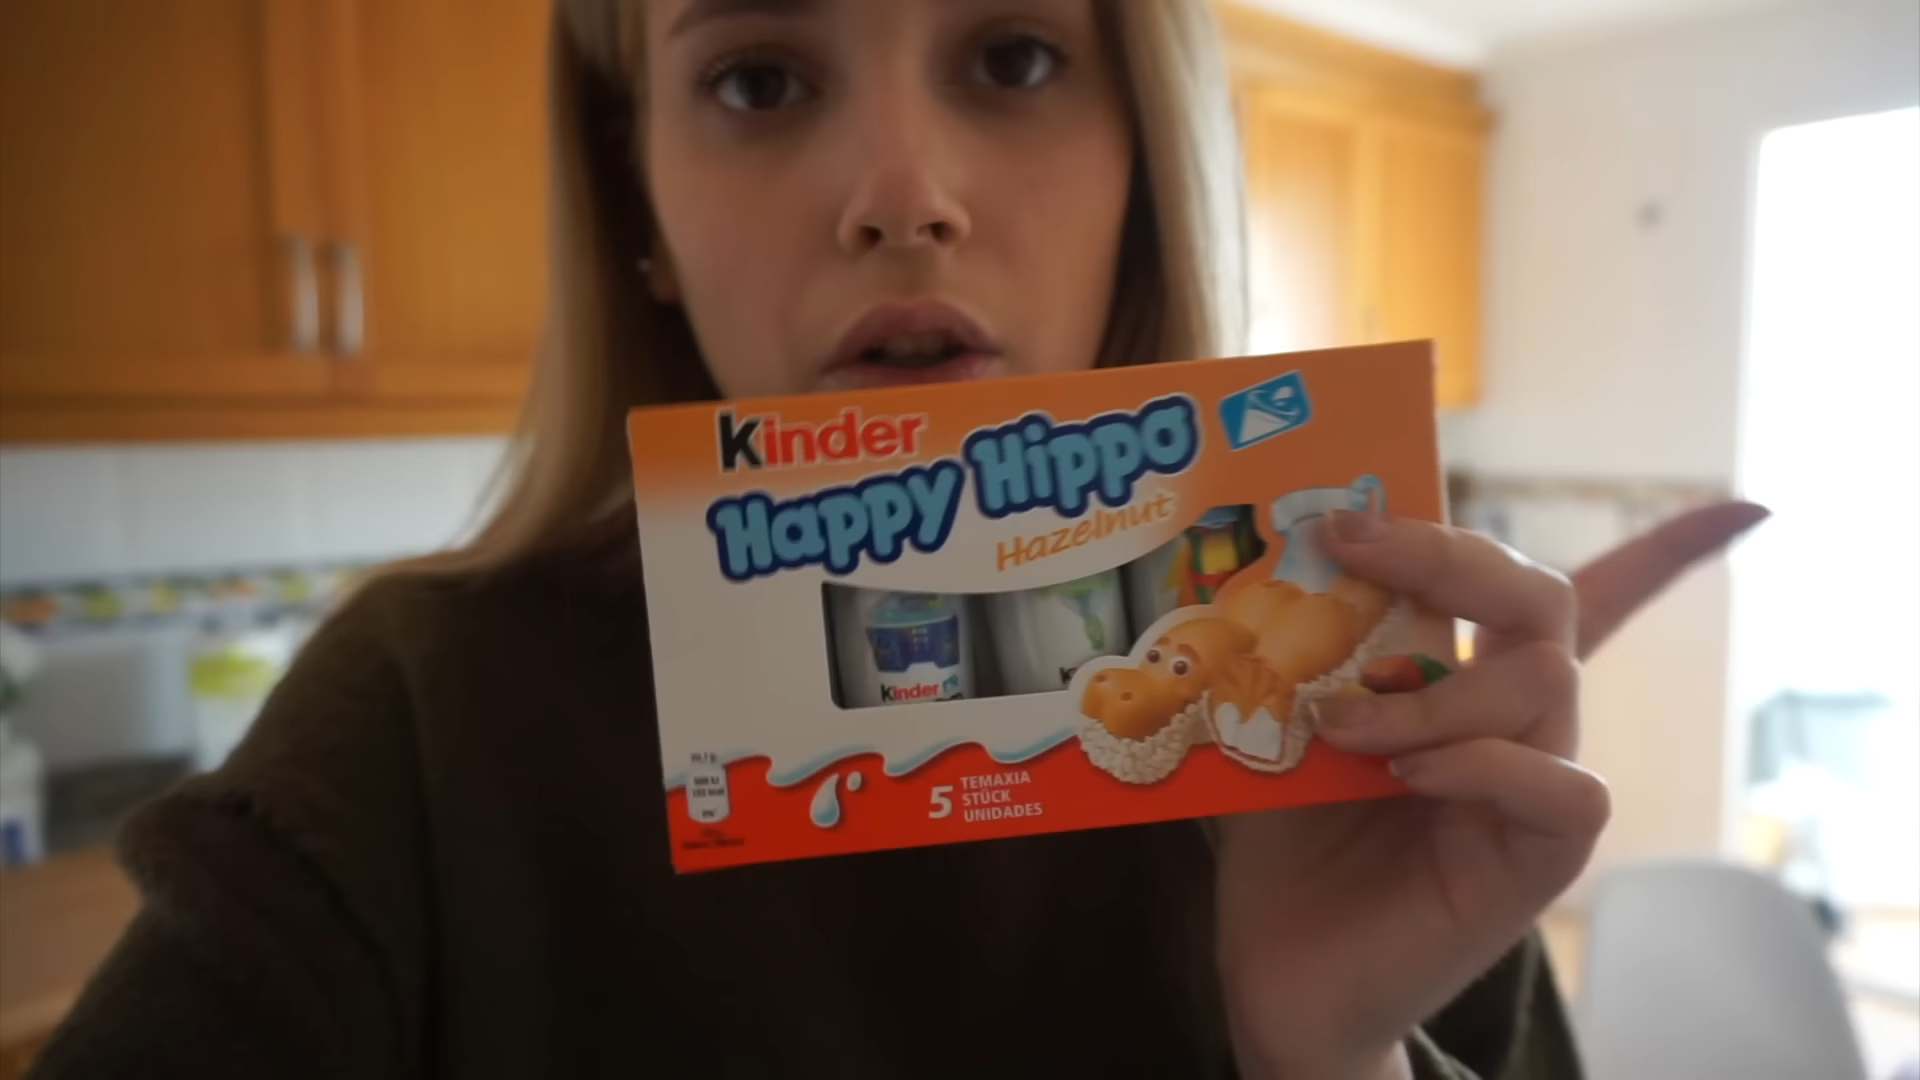 Kinder
Happy Hippo
Hazelnut
Kinder
5 TEMAXIA
STÜCK
UNIDADES